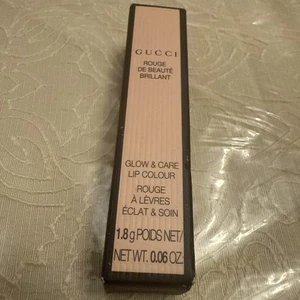 GUCCI
ROUGE
DE BEAUTÉ
BRILLANT
GLOW & CARE
LIP COLOUR
ROUGE
À LÈVRES
ÉCLAT & SOIN
1.8 g POIDS NET/
NET WT. 0.06 OZ.